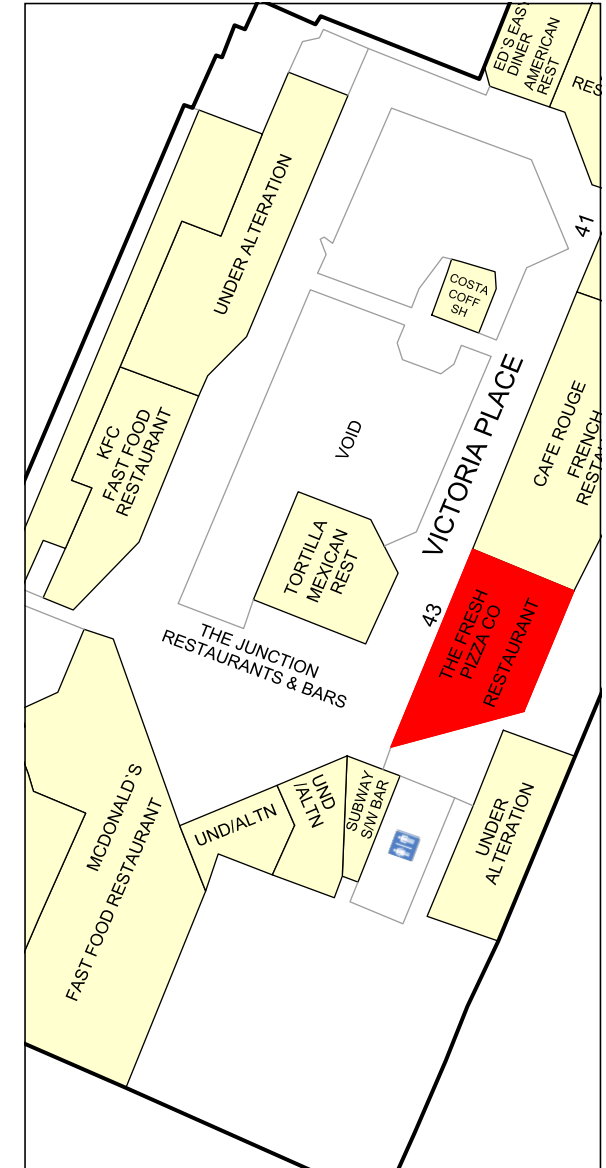 ED`S EASY
DINER
AMERICAN
REST
RES
41
UNDER ALTERATION
COSTA
COFF
SH
VICTORIA PLACE
CAFE ROUGE
FRENCH
KFC
FAST FOOD
RESTAURANT
VOID
TORTILLA
MEXICAN
REST
43
THE FRESH
PIZZA CO
RESTAURANT
THE JUNCTION
RESTAURANTS & BARS
MCDONALD`S
FAST FOOD RESTAURANT
UND/ALTN
UND
/ALTN
SUBWAY
S/W BAR
UNDER
ALTERATION